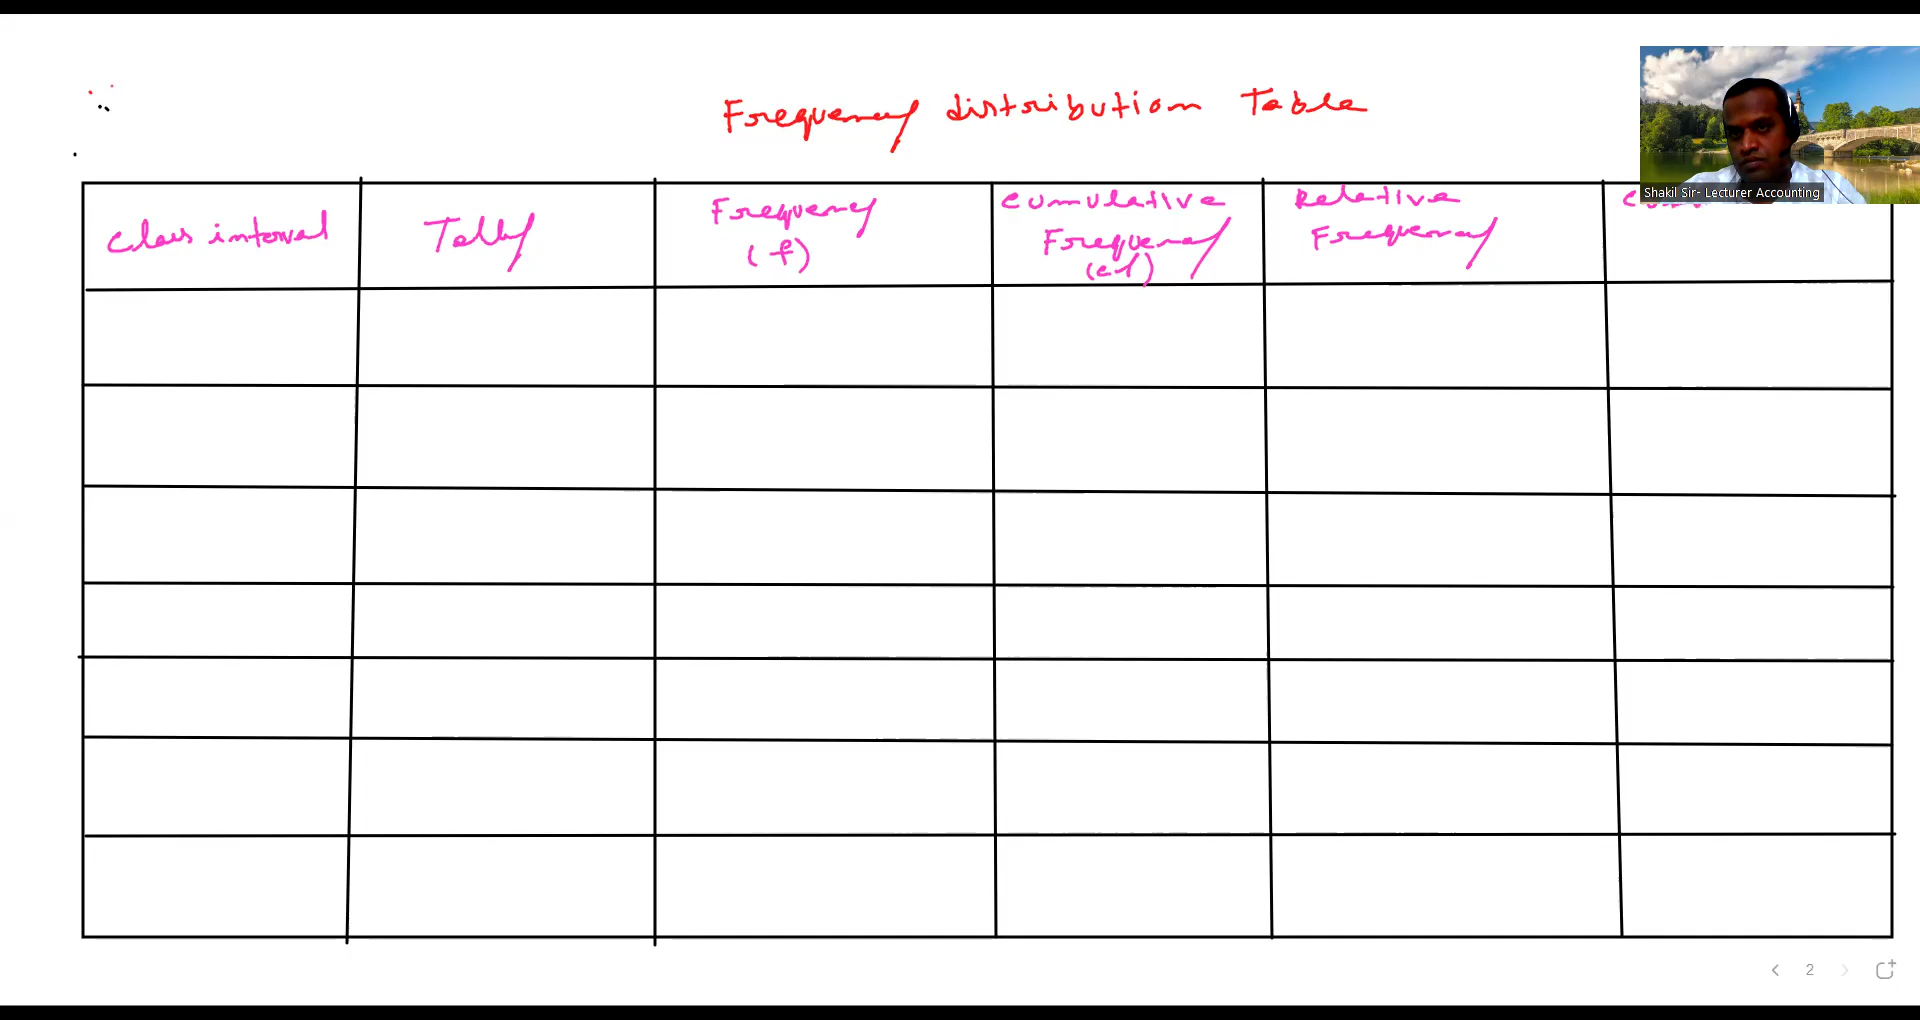 Frequency distribution Table
Shakil Sir- Lecturer Accounting
Class interval
Tally
Frequency
(f)
Cumulative
Frequency
(cf)
Relative
Frequency
2